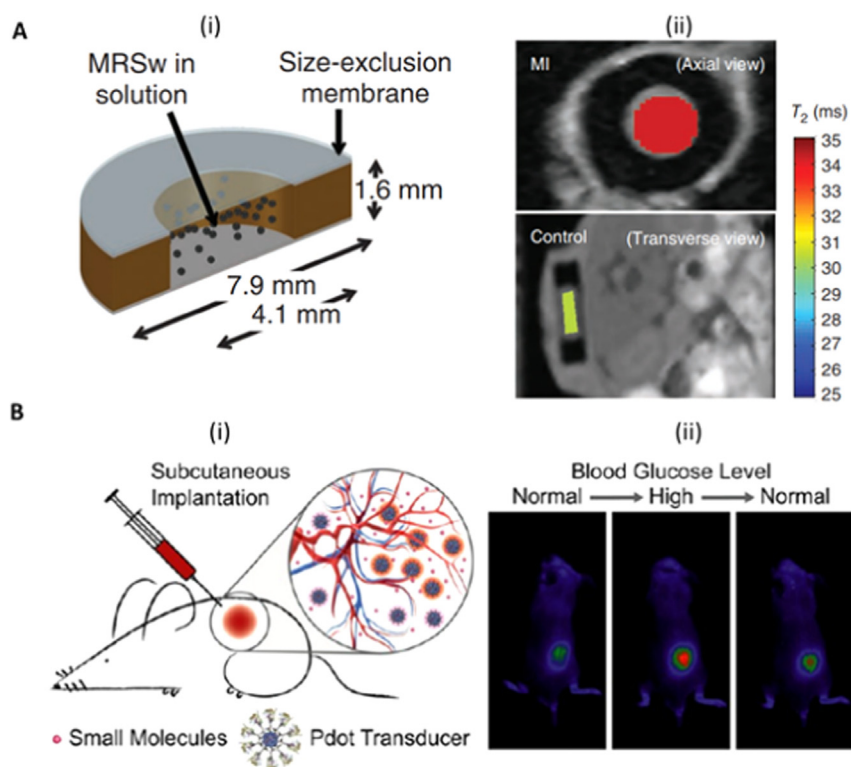 A
(i)
MRSw in
solution
Size-exclusion
membrane
1.6 mm
7.9 mm
4.1 mm
(ii)
MI
(Axial view)
Control
(Transverse view)
T2 (ms)
35
34
33
32
31
30
29
28
27
26
25
B
(i)
Subcutaneous
Implantation
Small Molecules
Pdot Transducer
(ii)
Blood Glucose Level
Normal
High
Normal